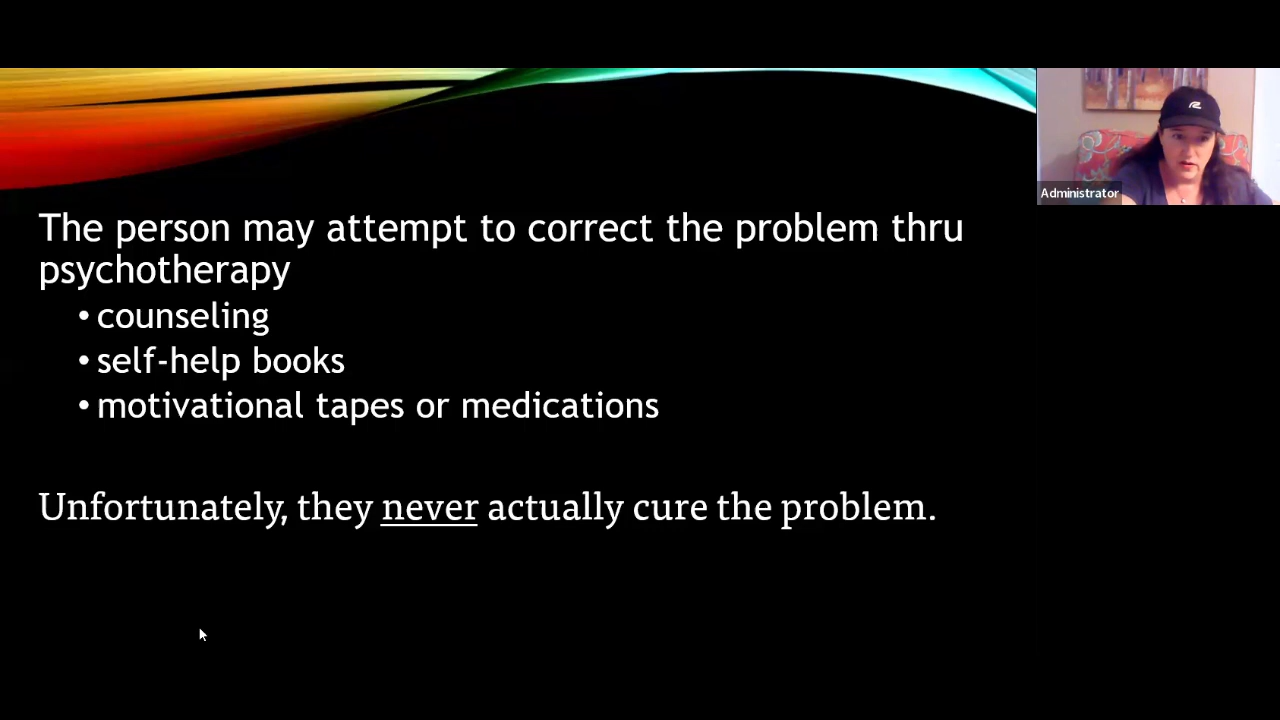 Administrator
The person may attempt to correct the problem thru
psychotherapy
• counseling
• self-help books
• motivational tapes or medications
Unfortunately, they never actually cure the problem.